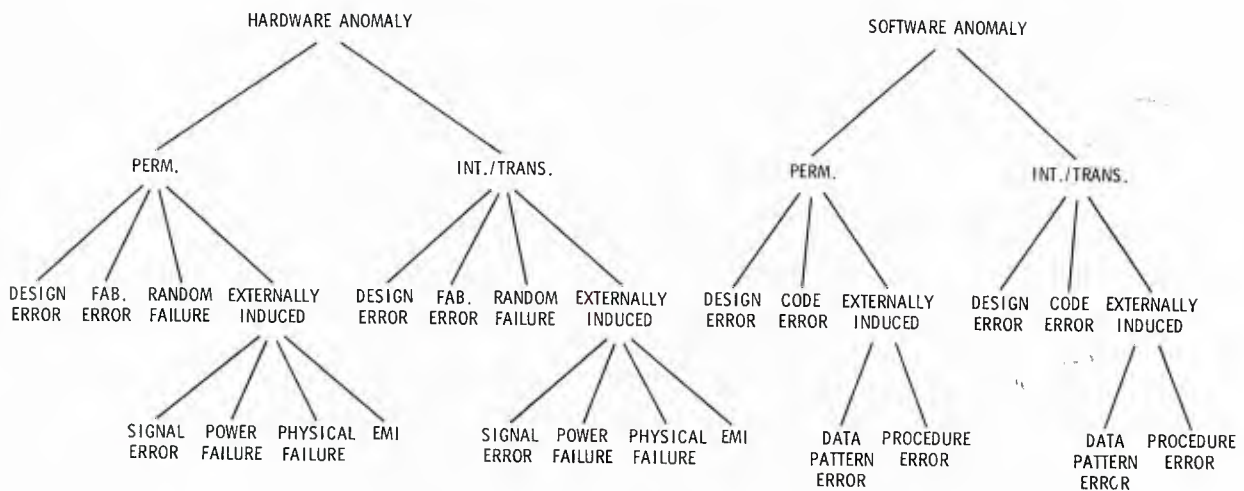 HARDWARE ANOMALY
SOFTWARE ANOMALY
PERM.
INT./TRANS.
PERM.
INT./TRANS.
DESIGN
ERROR
FAB.
ERROR
RANDOM
FAILURE
EXTERNALLY
INDUCED
DESIGN
ERROR
FAB.
ERROR
RANDOM
FAILURE
EXTERNALLY
INDUCED
DESIGN
ERROR
CODE
ERROR
EXTERNALLY
INDUCED
DESIGN
ERROR
CODE
ERROR
EXTERNALLY
INDUCED
SIGNAL
ERROR
POWER
FAILURE
PHYSICAL
FAILURE
EMI
SIGNAL
ERROR
POWER
FAILURE
PHYSICAL
FAILURE
EMI
DATA
PATTERN
ERROR
PROCEDURE
ERROR
DATA
PATTERN
ERROR
PROCEDURE
ERROR